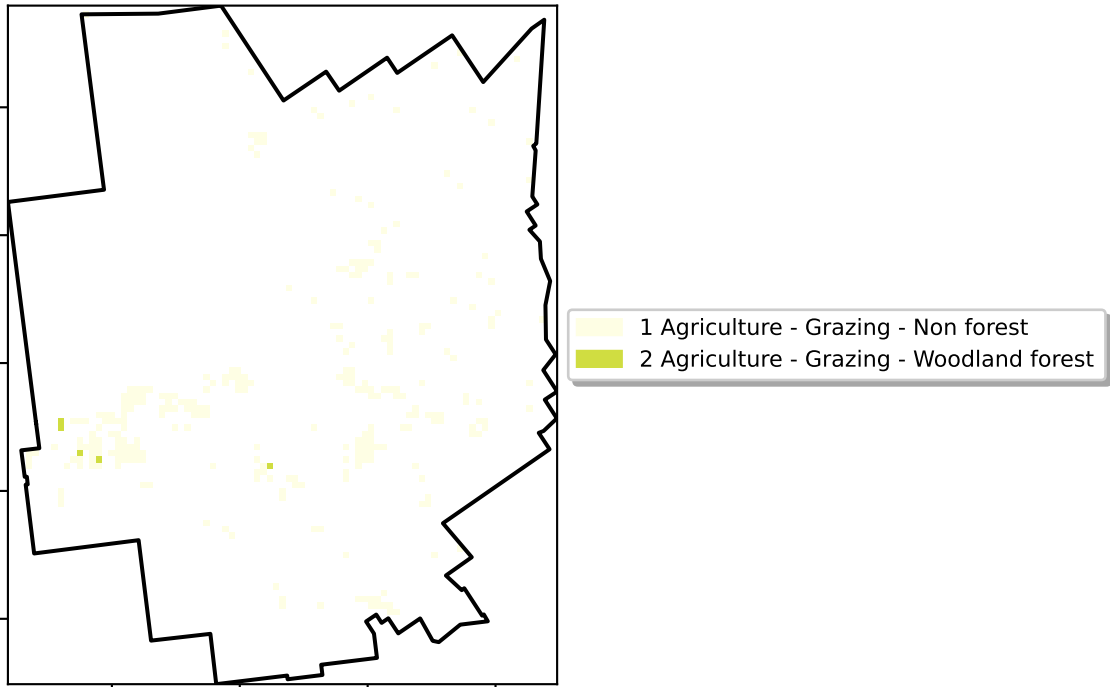 1 Agriculture - Grazing - Non forest
2 Agriculture - Grazing - Woodland forest